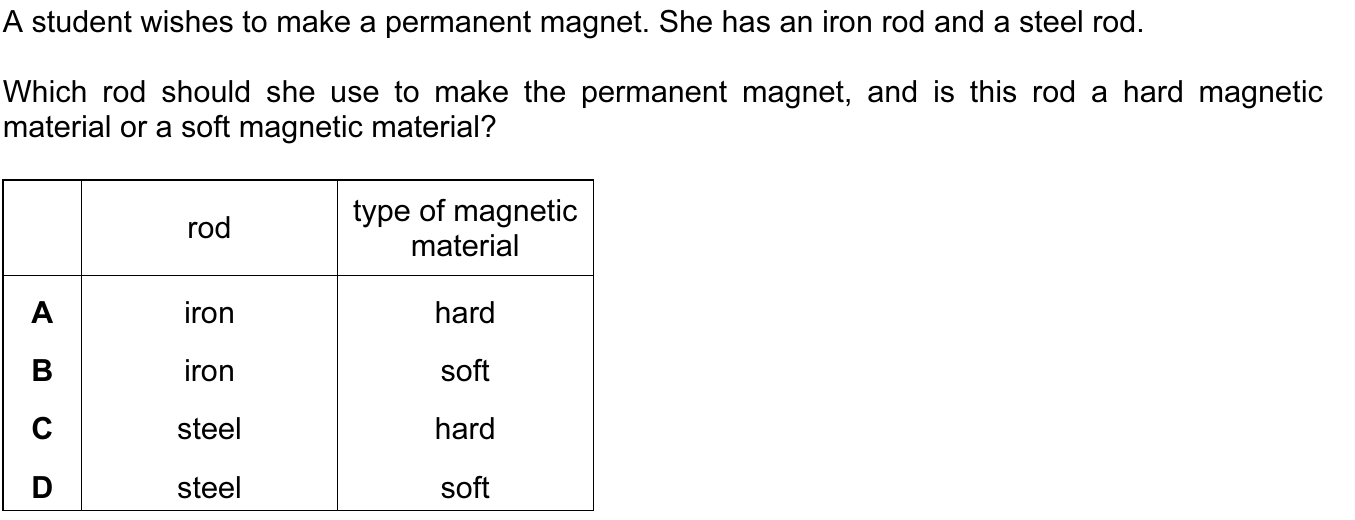 A student wishes to make a permanent magnet. She has an iron rod and a steel rod.
Which rod should she use to make the permanent magnet, and is this rod a hard magnetic
material or a soft magnetic material?
rod
type of magnetic
material
A iron hard
B iron soft
C steel hard
D steel soft